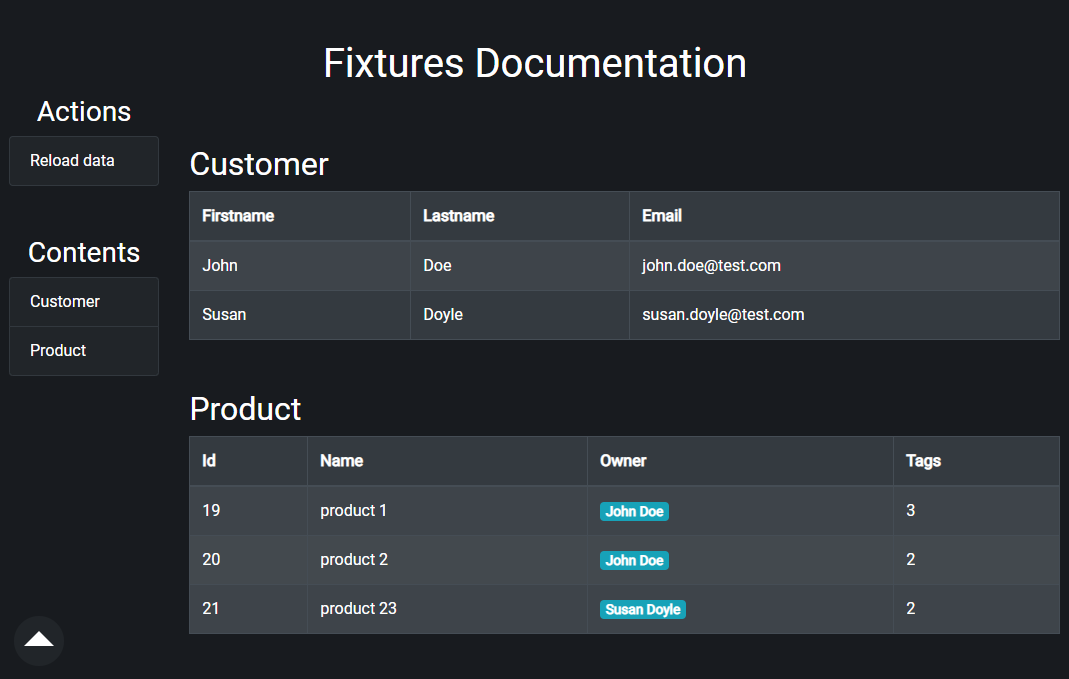 Fixtures Documentation
Actions
Reload data
Contents
Customer
Product
Customer
Firstname Lastname Email
John Doe john.doe@test.com
Susan Doyle susan.doyle@test.com
Product
Id Name Owner Tags
19 product 1 John Doe 3
20 product 2 John Doe 2
21 product 23 Susan Doyle 2